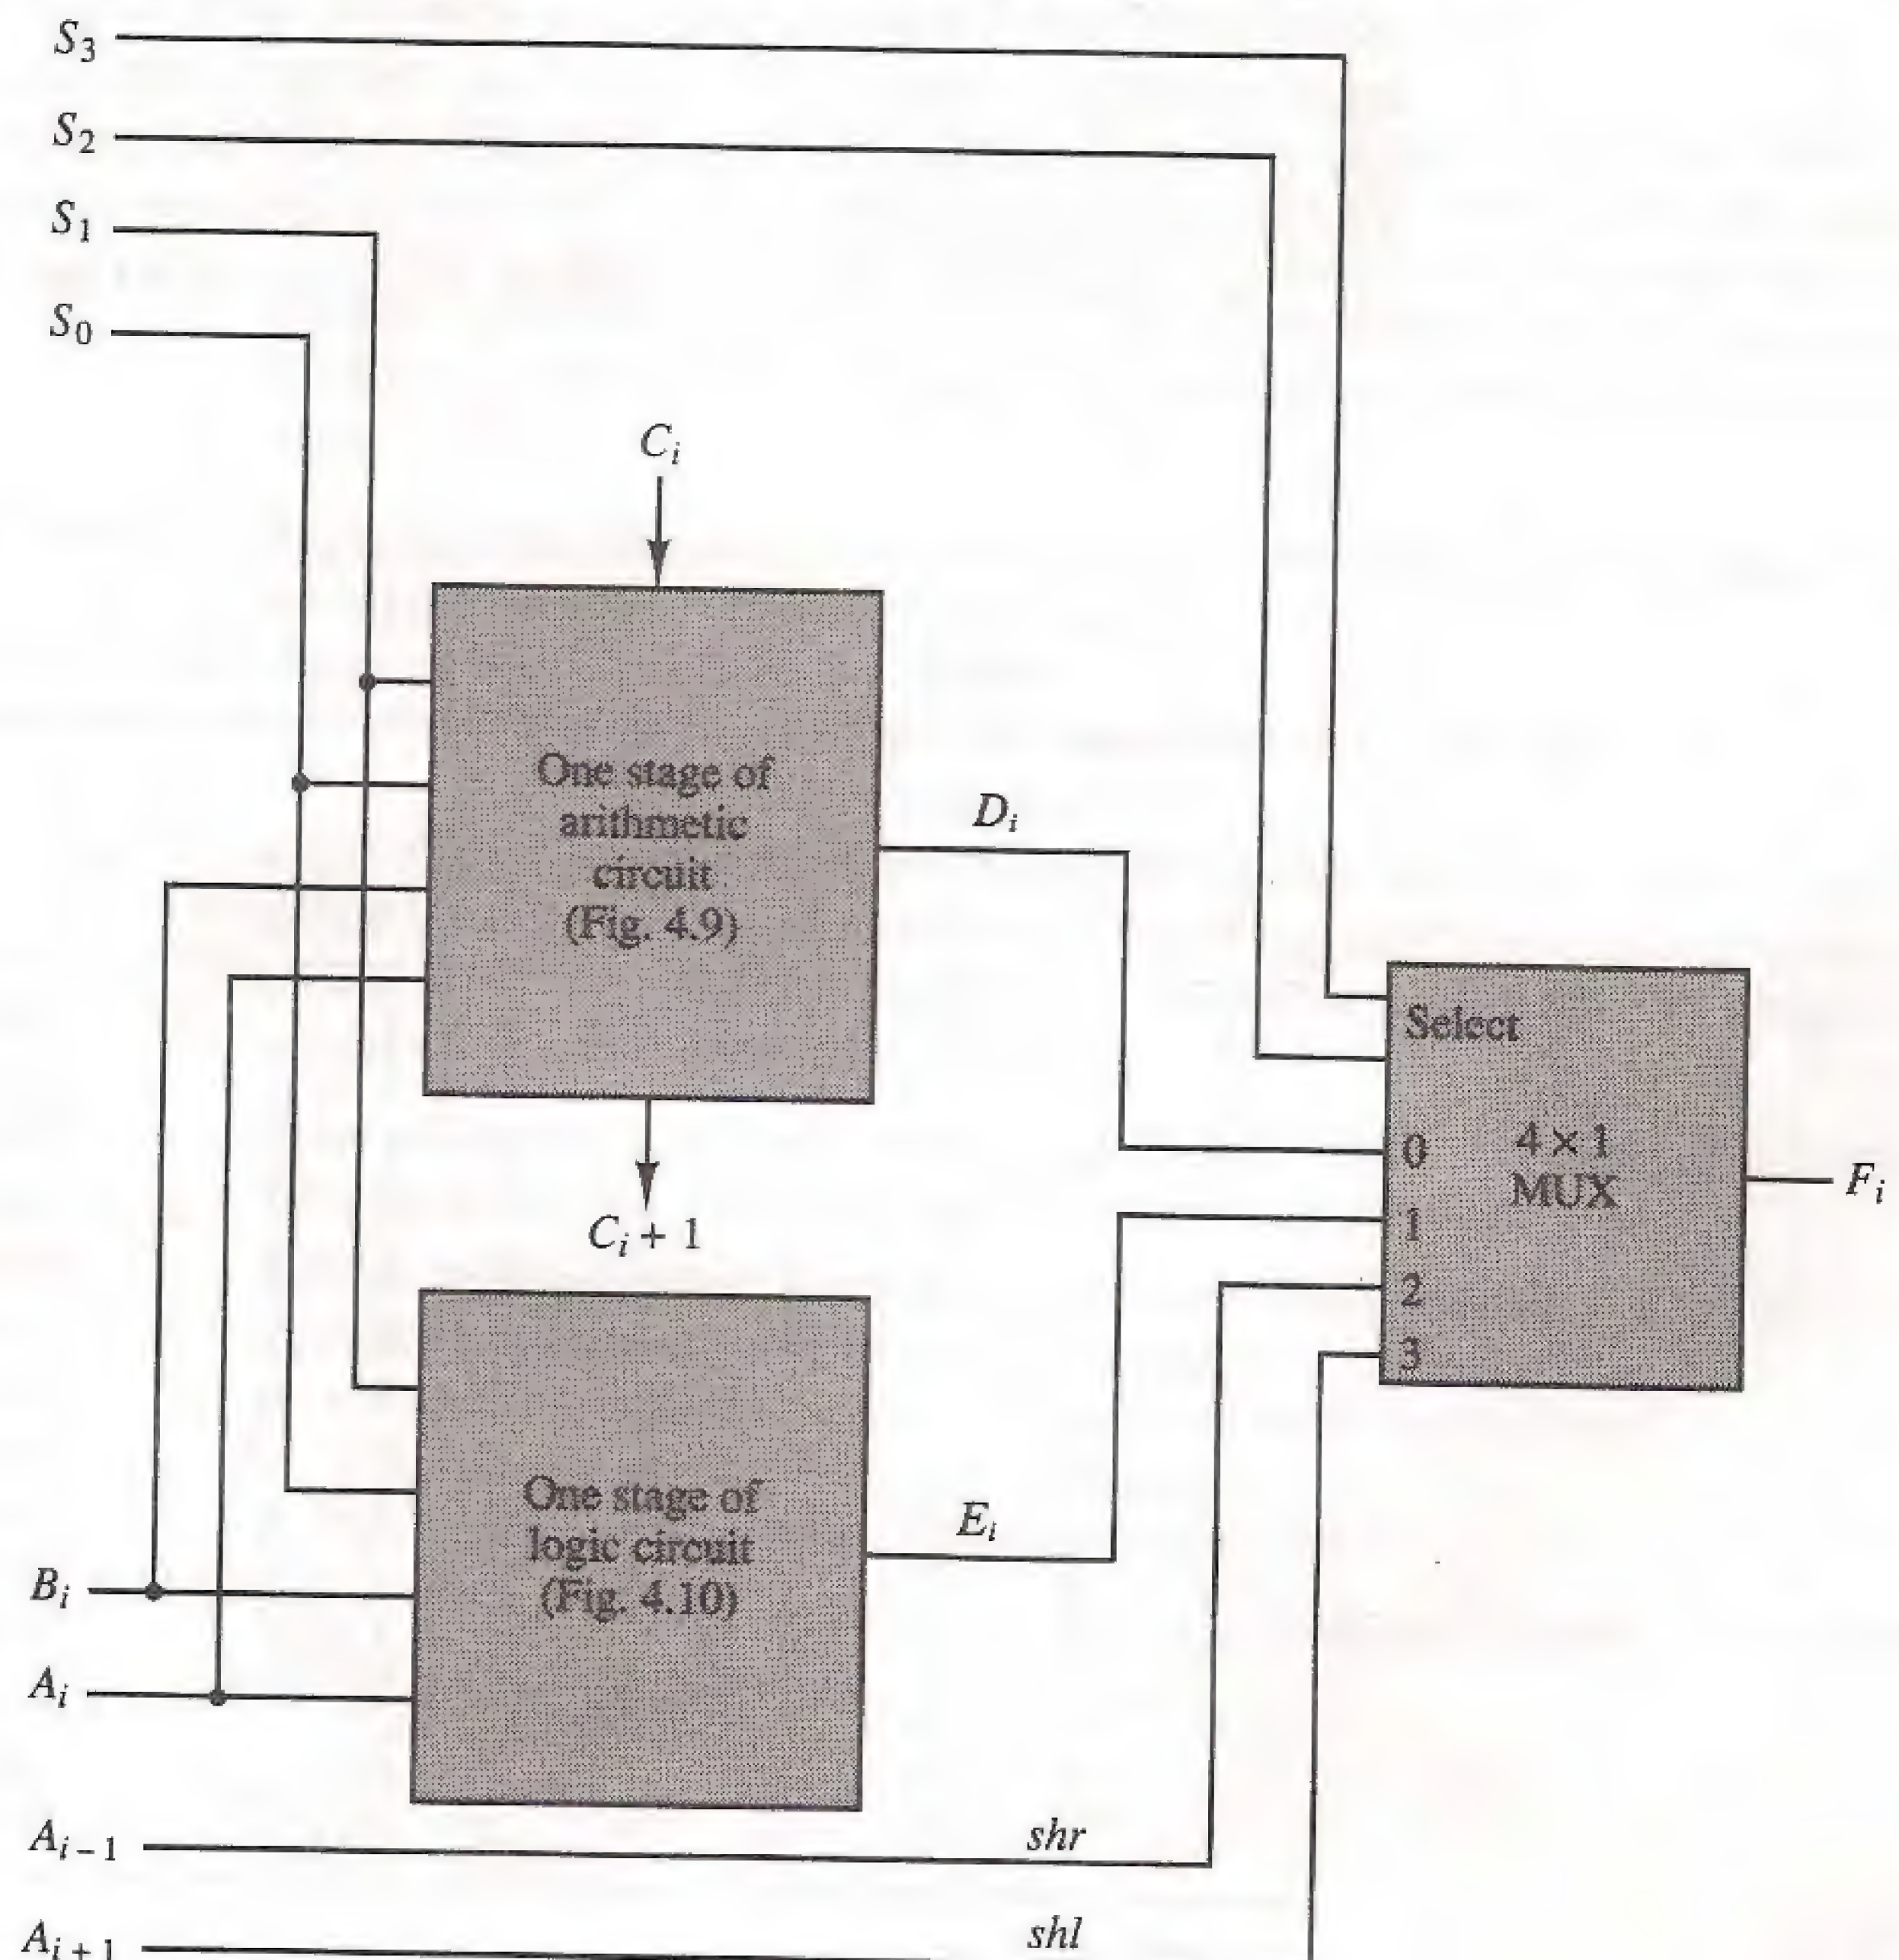 S3
S2
S1
S0
Ci
One stage of
arithmetic
circuit
(Fig. 4.9)
Di
Ci + 1
Select
4 × 1
MUX
0
1
2
3
Fi
One stage of
logic circuit
(Fig. 4.10)
Ei
Bi
Ai
Ai − 1
shr
Ai + 1
shl